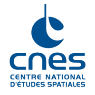 cnes
CENTRE NATIONAL
D'ÉTUDES SPATIALES